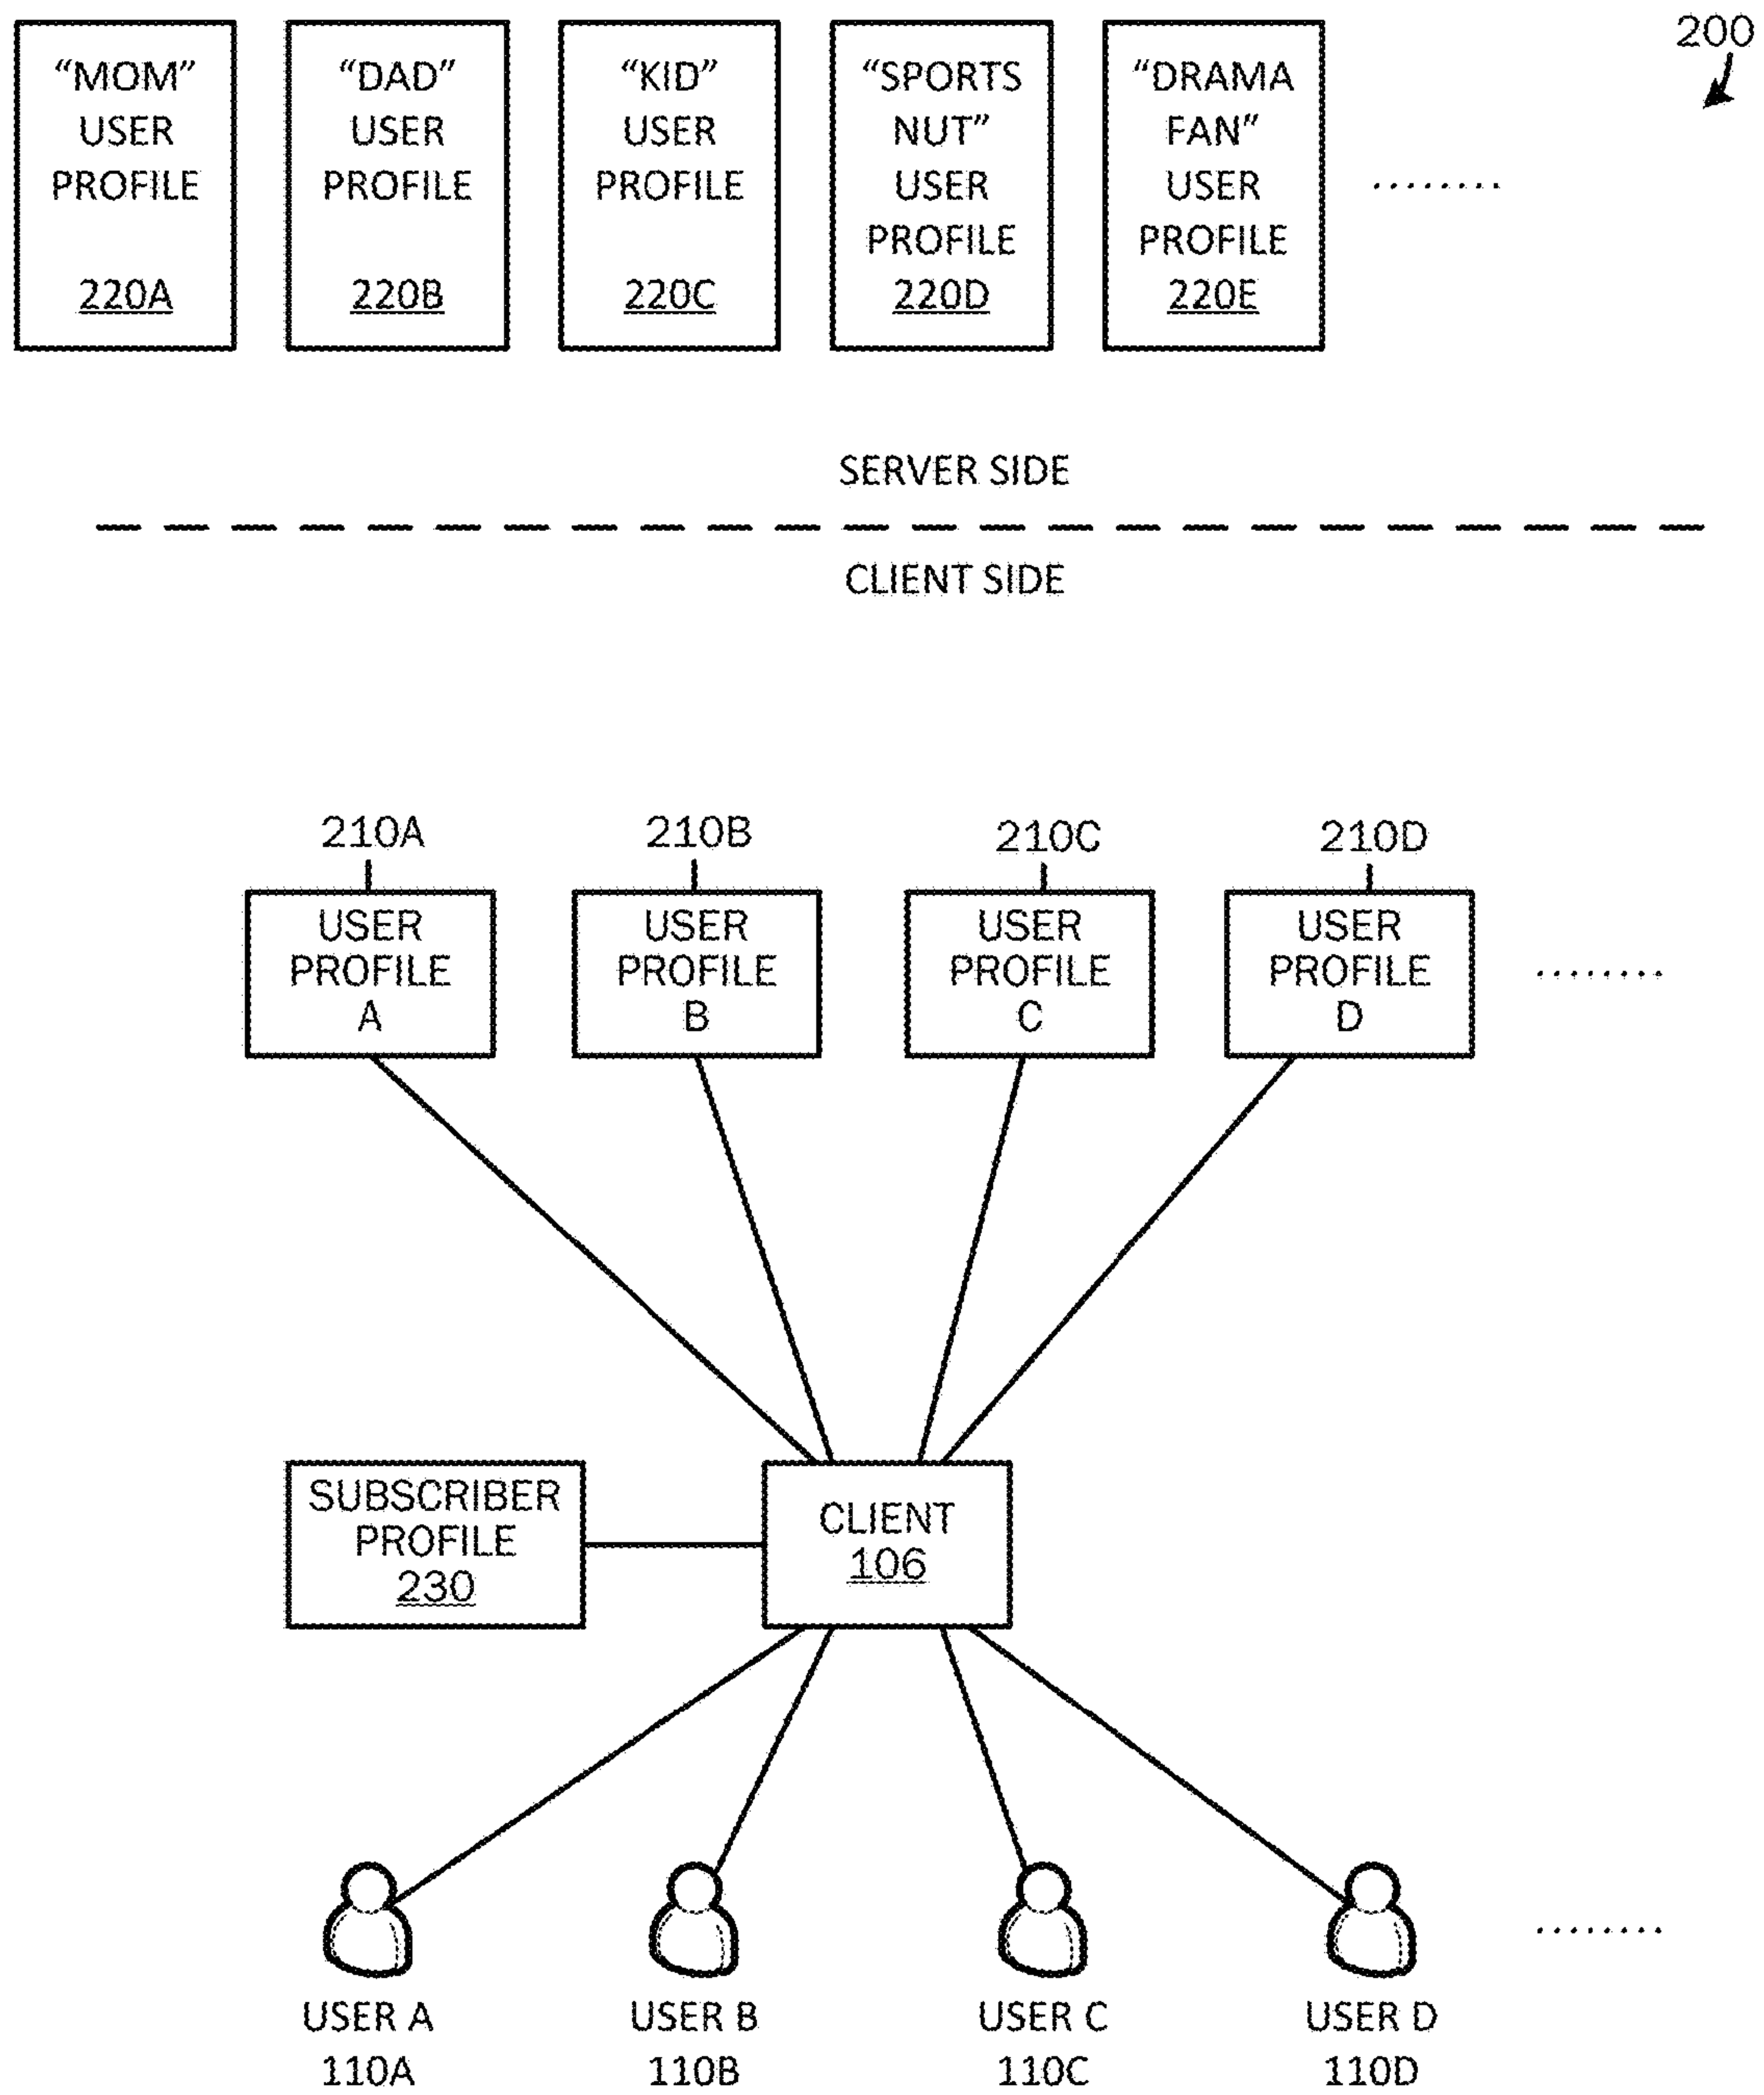 200
“MOM”
USER
PROFILE
220A
“DAD”
USER
PROFILE
220B
“KID”
USER
PROFILE
220C
“SPORTS
NUT”
USER
PROFILE
220D
“DRAMA
FAN”
USER
PROFILE
220E
........
SERVER SIDE
CLIENT SIDE
210A
USER
PROFILE
A
210B
USER
PROFILE
B
210C
USER
PROFILE
C
210D
USER
PROFILE
D
........
SUBSCRIBER
PROFILE
230
CLIENT
106
........
USER A
110A
USER B
110B
USER C
110C
USER D
110D